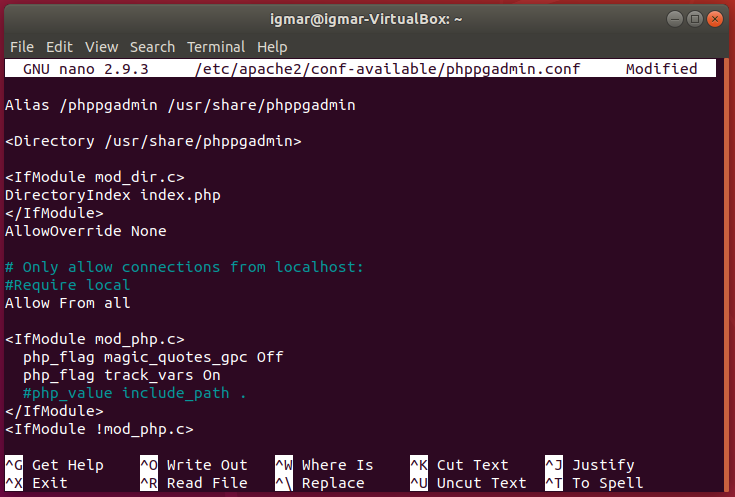 igmar@igmar-VirtualBox: ~
File Edit View Search Terminal Help
GNU nano 2.9.3 /etc/apache2/conf-available/phppgadmin.conf Modified
Alias /phppgadmin /usr/share/phppgadmin
<Directory /usr/share/phppgadmin>
<IfModule mod_dir.c>
DirectoryIndex index.php
</IfModule>
AllowOverride None
# Only allow connections from localhost:
#Require local
Allow From all
<IfModule mod_php.c>
  php_flag magic_quotes_gpc Off
  php_flag track_vars On
  #php_value include_path .
</IfModule>
<IfModule !mod_php.c>
^G Get Help ^O Write Out ^W Where Is ^K Cut Text ^J Justify
^X Exit ^R Read File ^\ Replace ^U Uncut Text ^T To Spell